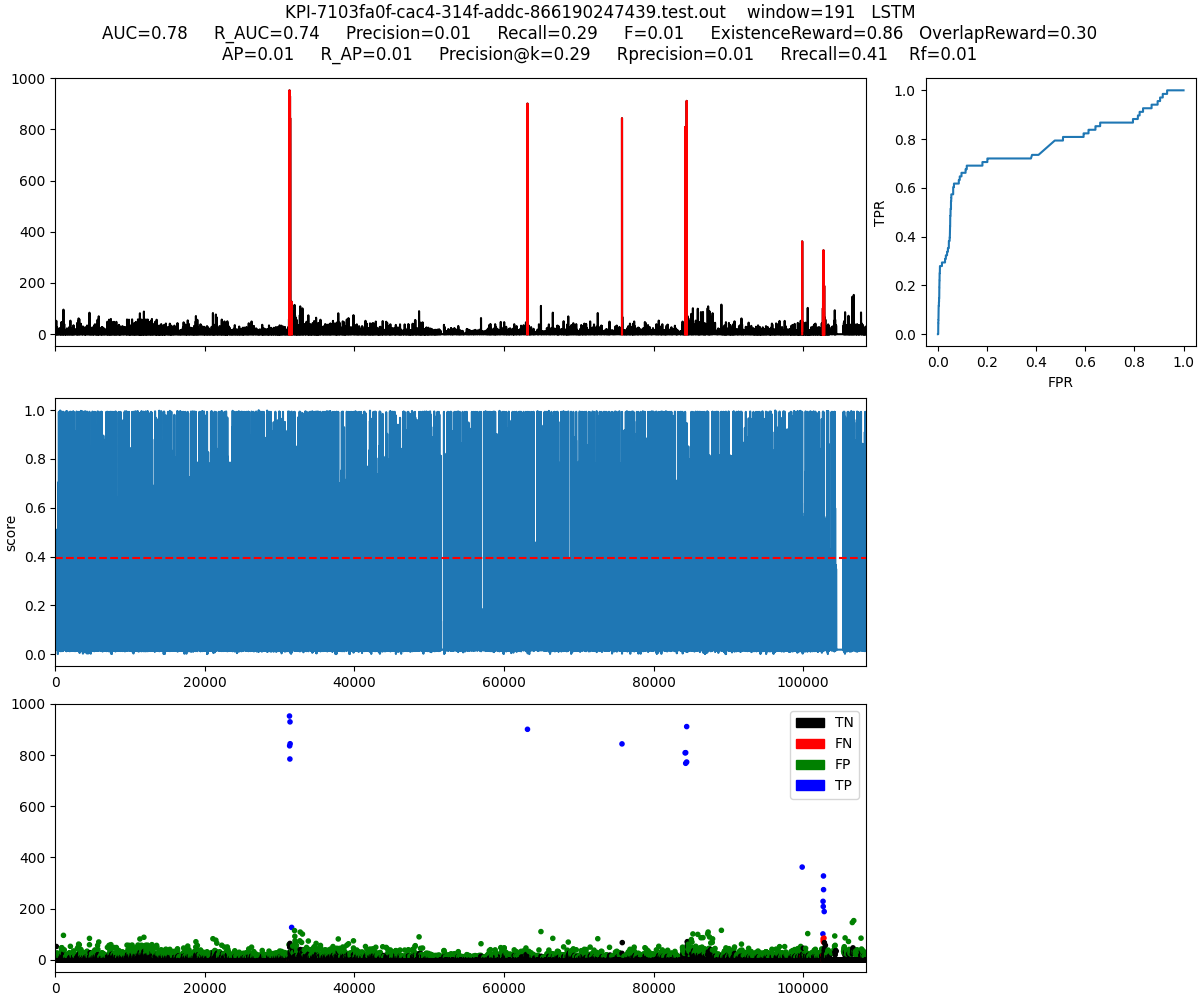 KPI-7103fa0f-cac4-314f-addc-866190247439.test.out    window=191   LSTM
AUC=0.78     R_AUC=0.74     Precision=0.01     Recall=0.29     F=0.01     ExistenceReward=0.86   OverlapReward=0.30
AP=0.01     R_AP=0.01     Precision@k=0.29     Rprecision=0.01     Rrecall=0.41     Rf=0.01
1000
800
600
400
200
0
1.0
0.8
0.6
0.4
0.2
0.0
TPR
0.0 0.2 0.4 0.6 0.8 1.0
FPR
1.0
0.8
0.6
0.4
0.2
0.0
score
0 20000 40000 60000 80000 100000
1000
800
600
400
200
0
TN
FN
FP
TP
0 20000 40000 60000 80000 100000